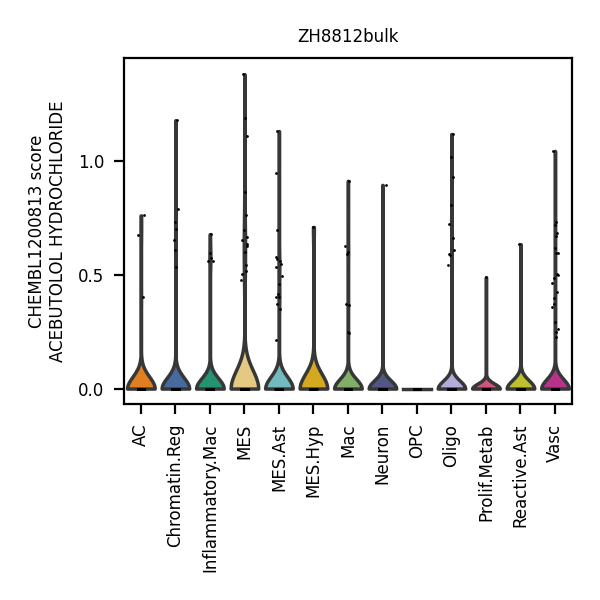 ZH8812bulk
CHEMBL1200813 score
ACEBUTOLOL HYDROCHLORIDE
1.0
0.5
0.0
AC
Chromatin.Reg
Inflammatory.Mac
MES
MES.Ast
MES.Hyp
Mac
Neuron
OPC
Oligo
Prolif.Metab
Reactive.Ast
Vasc